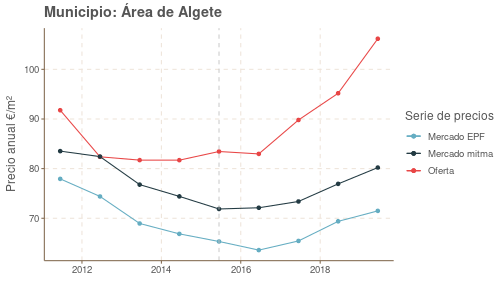 Municipio: Área de Algete
Precio anual €/m²
100
90
80
70
2012
2014
2016
2018
Serie de precios
Mercado EPF
Mercado mitma
Oferta